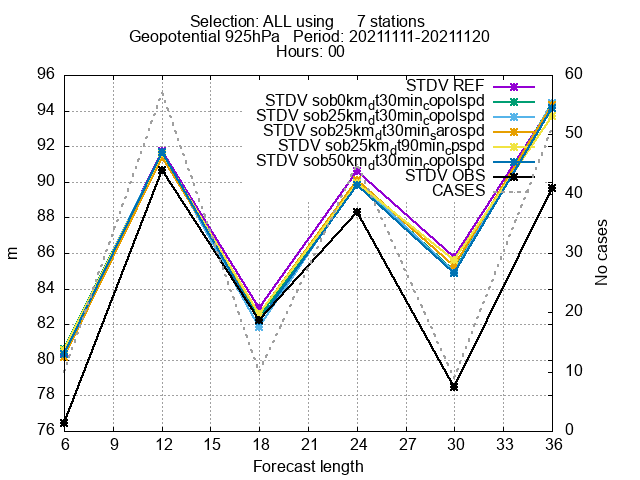 Selection: ALL using 7 stations
Geopotential 925hPa Period: 20211111-20211120
Hours: 00
STDV REF
STDV sob0km_dt30min_copolspd
STDV sob25km_dt30min_copolspd
STDV sob25km_dt30min_sarospd
STDV sob25km_dt90min_cpspd
STDV sob50km_dt30min_copolspd
STDV OBS
CASES
96
94
92
90
88
86
84
82
80
78
76
m
60
50
40
30
20
10
0
No cases
6 9 12 15 18 21 24 27 30 33 36
Forecast length